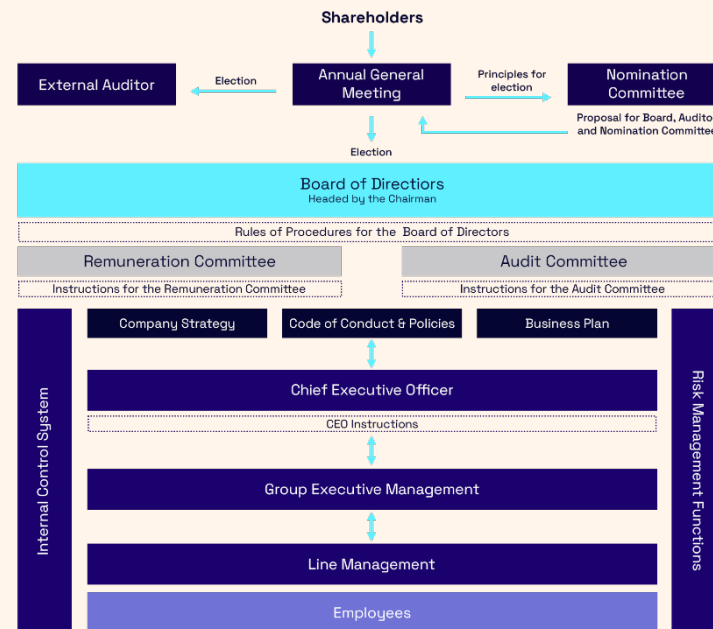 Shareholders
External Auditor
Election
Annual General
Meeting
Principles for
election
Nomination
Committee
Proposal for Board, Audito
and Nomination Committee
Election
Board of Directiors
Headed by the Chairman
Rules of Procedures for the Board of Directors
Remuneration Committee
Audit Committee
Instructions for the Remuneration Committee
Instructions for the Audit Committee
Internal Control System
Company Strategy
Code of Conduct & Policies
Business Plan
Risk Management Functions
Chief Executive Officer
CEO Instructions
Group Executive Management
Line Management
Employees